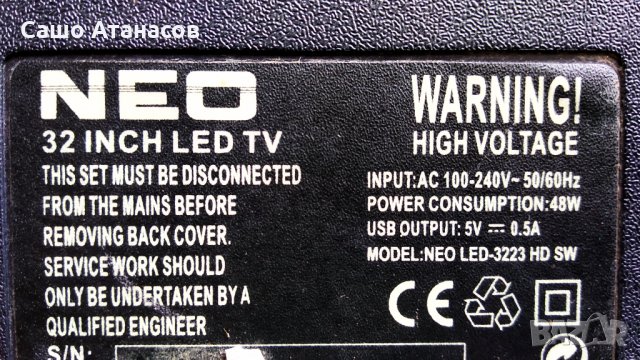 Сашо Атанасов
NEO
32 INCH LED TV
THIS SET MUST BE DISCONNECTED
FROM THE MAINS BEFORE
REMOVING BACK COVER.
SERVICE WORK SHOULD
ONLY BE UNDERTAKEN BY A
QUALIFIED ENGINEER
S/N:
WARNING!
HIGH VOLTAGE
INPUT:AC 100-240V~ 50/60Hz
POWER CONSUMPTION:48W
USB OUTPUT: 5V ⎓ 0.5A
MODEL:NEO LED-3223 HD SW
CE
BAZAR